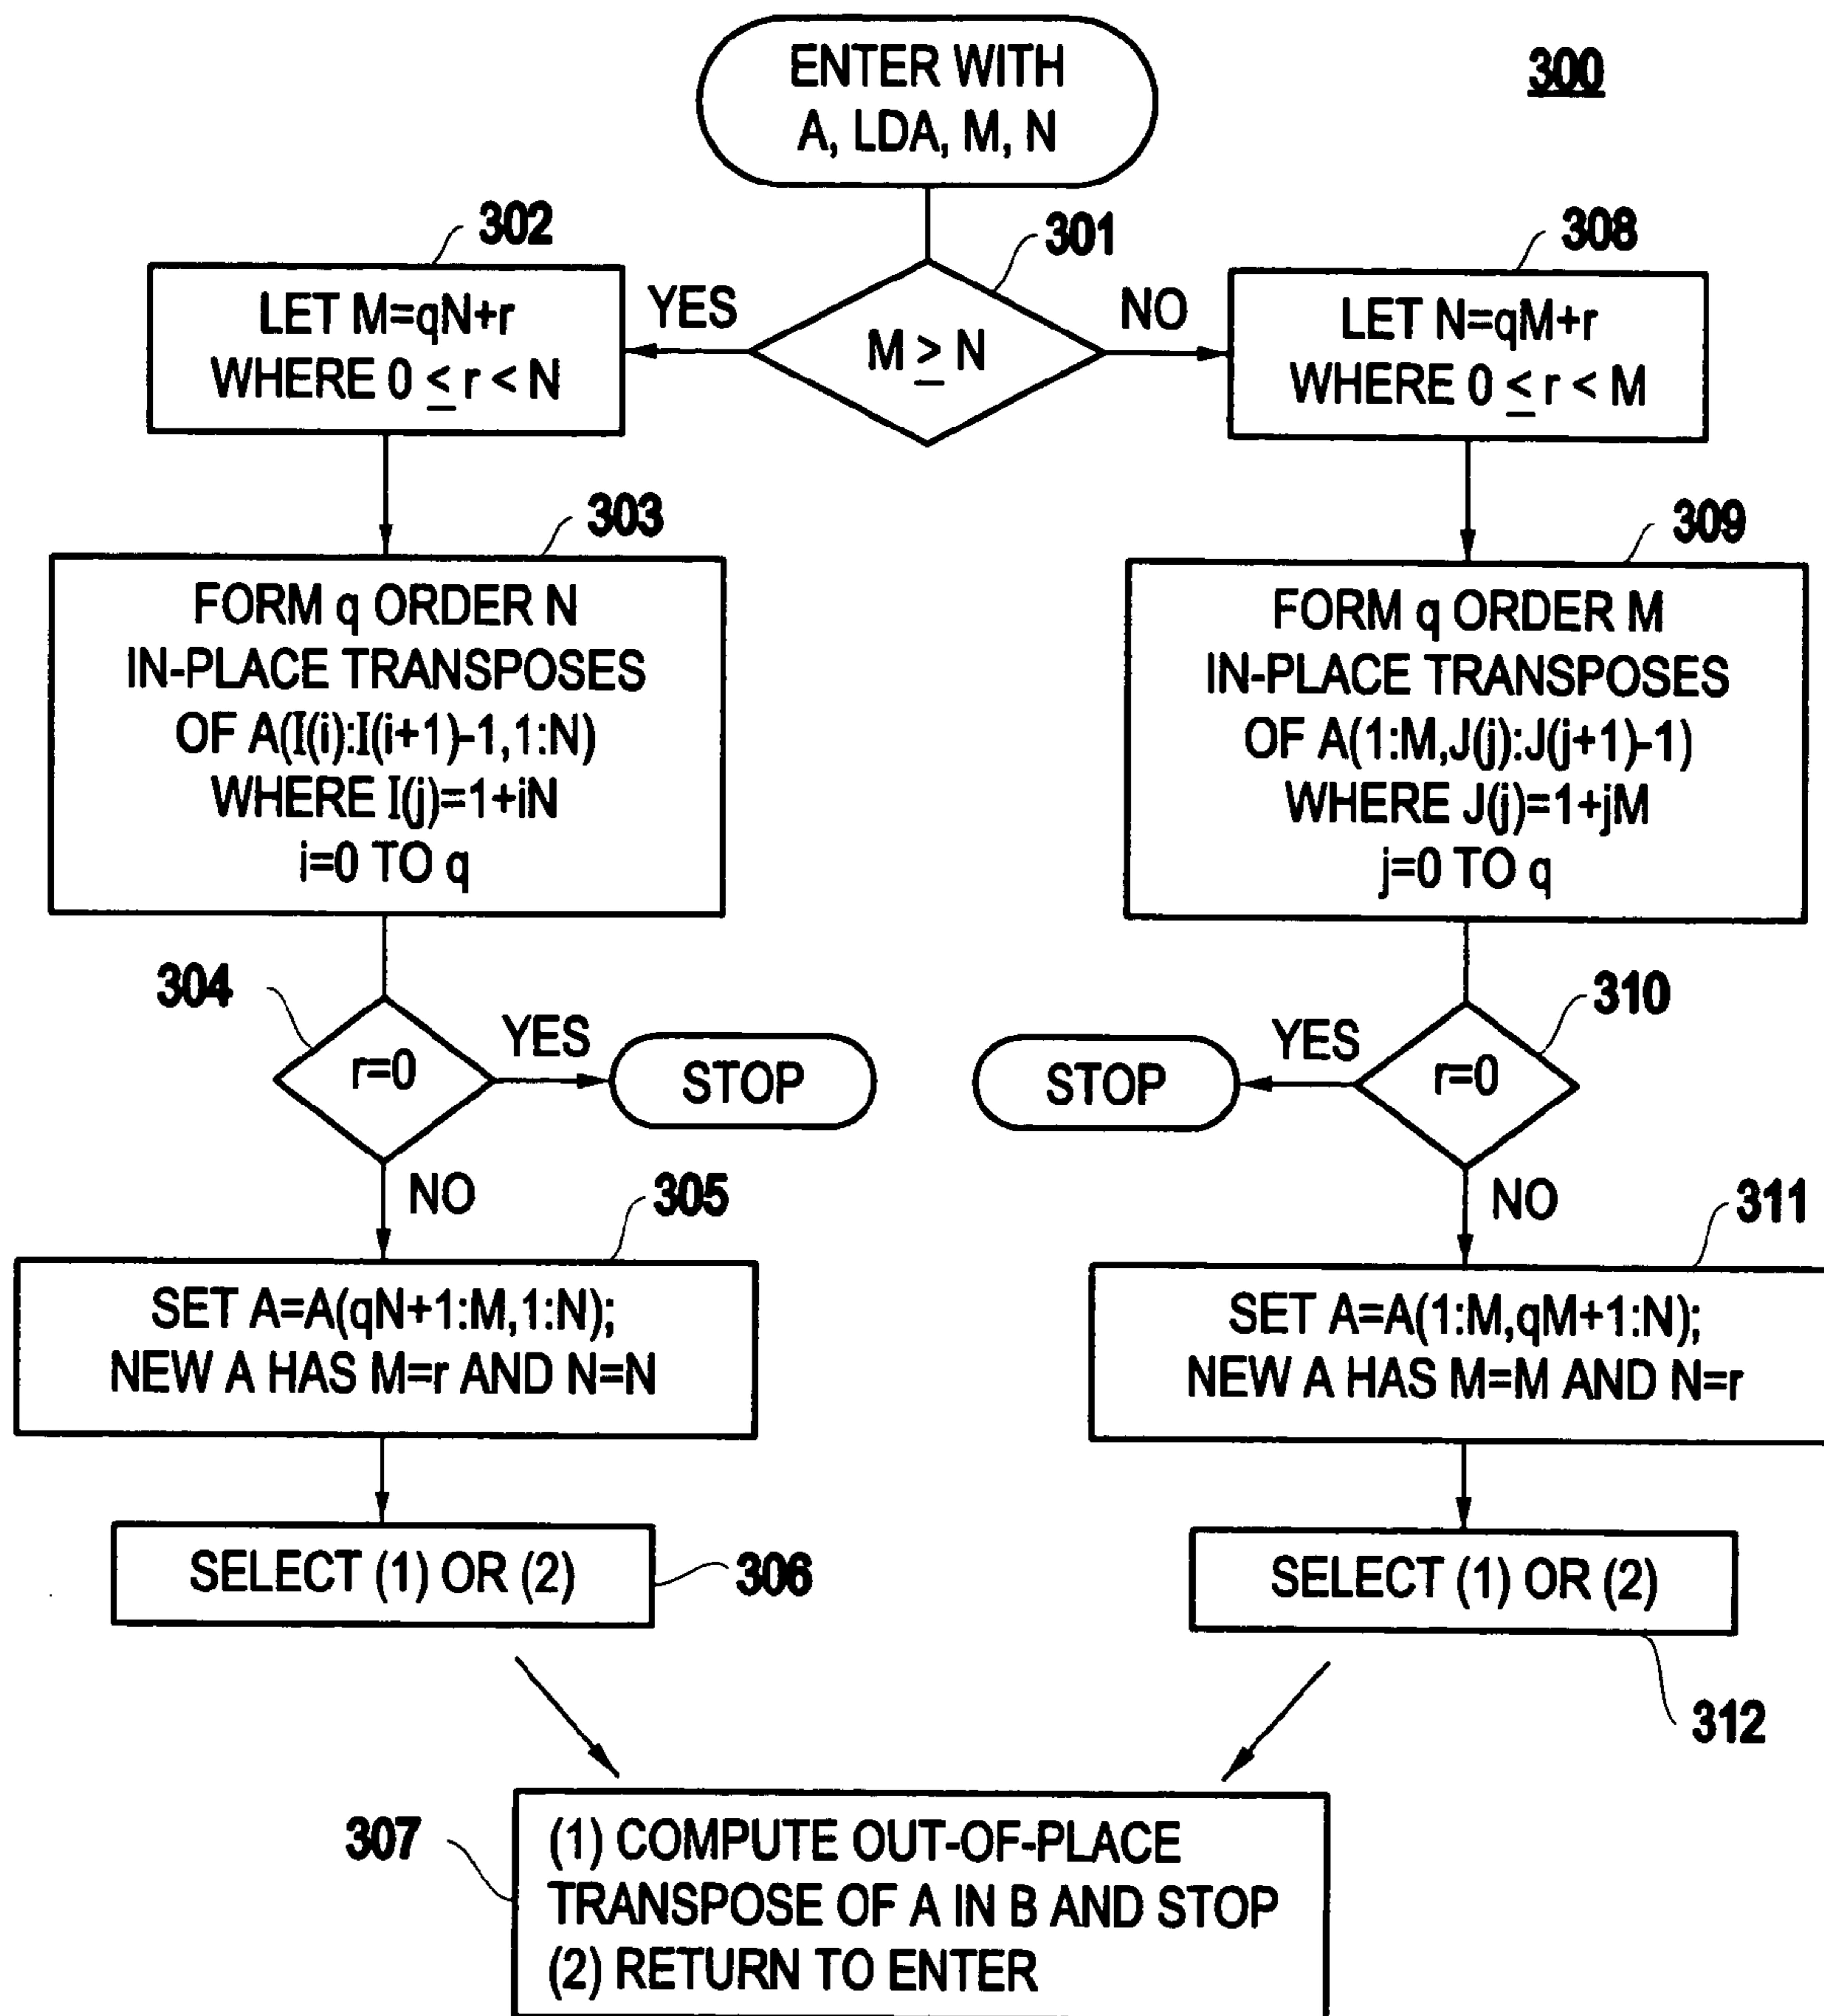 ENTER WITH
A, LDA, M, N
300
302
301
308
LET M=qN+r
WHERE 0 ≤ r < N
YES
M ≥ N
NO
LET N=qM+r
WHERE 0 ≤ r < M
303
FORM q ORDER N
IN-PLACE TRANSPOSES
OF A(I(i):I(i+1)-1,1:N)
WHERE I(j)=1+iN
i=0 TO q
309
FORM q ORDER M
IN-PLACE TRANSPOSES
OF A(1:M,J(j):J(j+1)-1)
WHERE J(j)=1+jM
j=0 TO q
304
r=0
YES
STOP
NO
310
r=0
YES
STOP
NO
305
SET A=A(qN+1:M,1:N);
NEW A HAS M=r AND N=N
311
SET A=A(1:M,qM+1:N);
NEW A HAS M=M AND N=r
SELECT (1) OR (2)
306
SELECT (1) OR (2)
312
307
(1) COMPUTE OUT-OF-PLACE
TRANSPOSE OF A IN B AND STOP
(2) RETURN TO ENTER